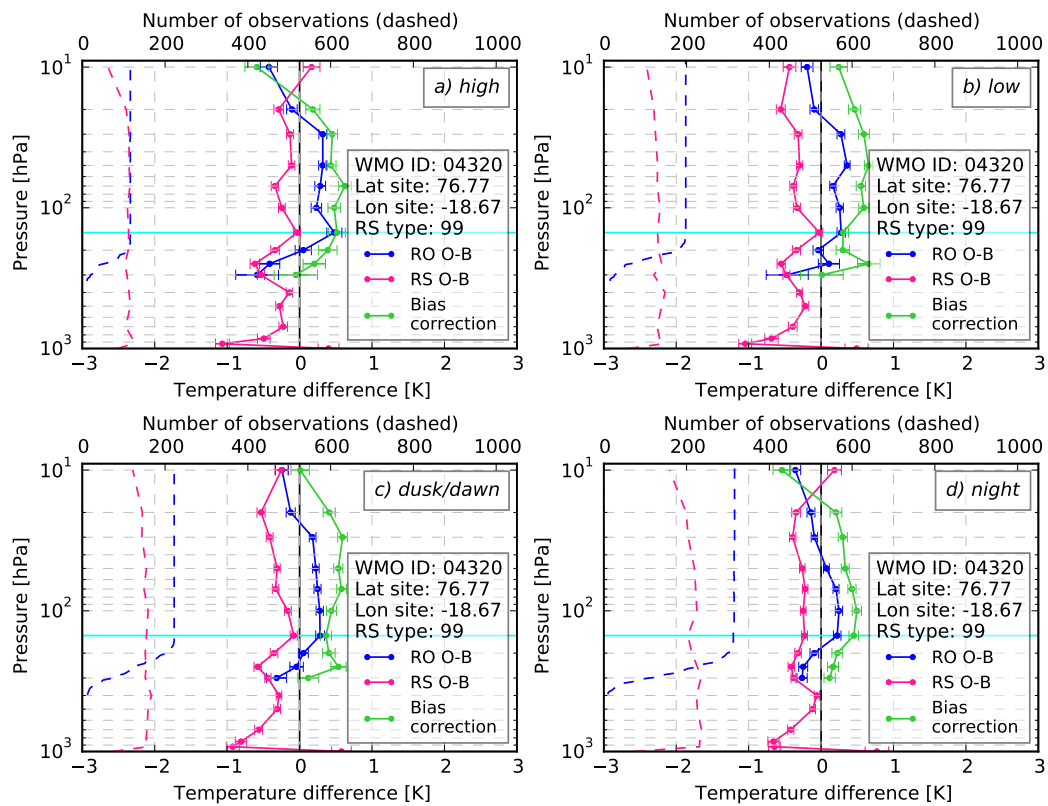 Number of observations (dashed)
0 200 400 600 800 1000
10¹
10²
10³
Pressure [hPa]
a) high
WMO ID: 04320
Lat site: 76.77
Lon site: -18.67
RS type: 99
RO O-B
RS O-B
Bias
correction
−3 −2 −1 0 1 2 3
Temperature difference [K]
Number of observations (dashed)
0 200 400 600 800 1000
10¹
10²
10³
Pressure [hPa]
b) low
WMO ID: 04320
Lat site: 76.77
Lon site: -18.67
RS type: 99
RO O-B
RS O-B
Bias
correction
−3 −2 −1 0 1 2 3
Temperature difference [K]
Number of observations (dashed)
0 200 400 600 800 1000
10¹
10²
10³
Pressure [hPa]
c) dusk/dawn
WMO ID: 04320
Lat site: 76.77
Lon site: -18.67
RS type: 99
RO O-B
RS O-B
Bias
correction
−3 −2 −1 0 1 2 3
Temperature difference [K]
Number of observations (dashed)
0 200 400 600 800 1000
10¹
10²
10³
Pressure [hPa]
d) night
WMO ID: 04320
Lat site: 76.77
Lon site: -18.67
RS type: 99
RO O-B
RS O-B
Bias
correction
−3 −2 −1 0 1 2 3
Temperature difference [K]